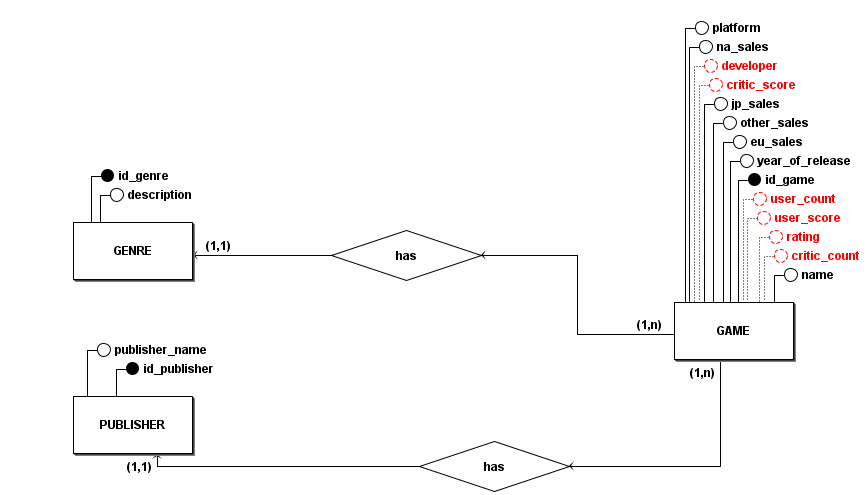 platform
na_sales
developer
critic_score
jp_sales
other_sales
eu_sales
year_of_release
id_game
user_count
user_score
rating
critic_count
name
GAME
(1,n)
(1,n)
id_genre
description
GENRE
(1,1)
has
publisher_name
id_publisher
PUBLISHER
(1,1)
has